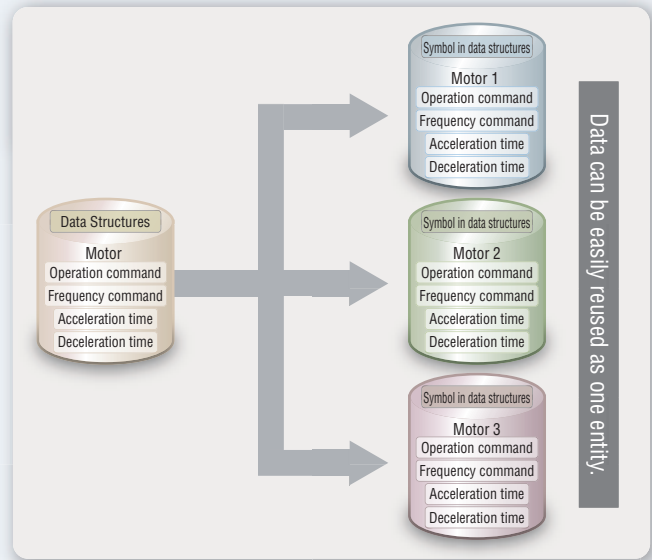 Data Structures
Motor
Operation command
Frequency command
Acceleration time
Deceleration time
Symbol in data structures
Motor 1
Operation command
Frequency command
Acceleration time
Deceleration time
Symbol in data structures
Motor 2
Operation command
Frequency command
Acceleration time
Deceleration time
Symbol in data structures
Motor 3
Operation command
Frequency command
Acceleration time
Deceleration time
Data can be easily reused as one entity.